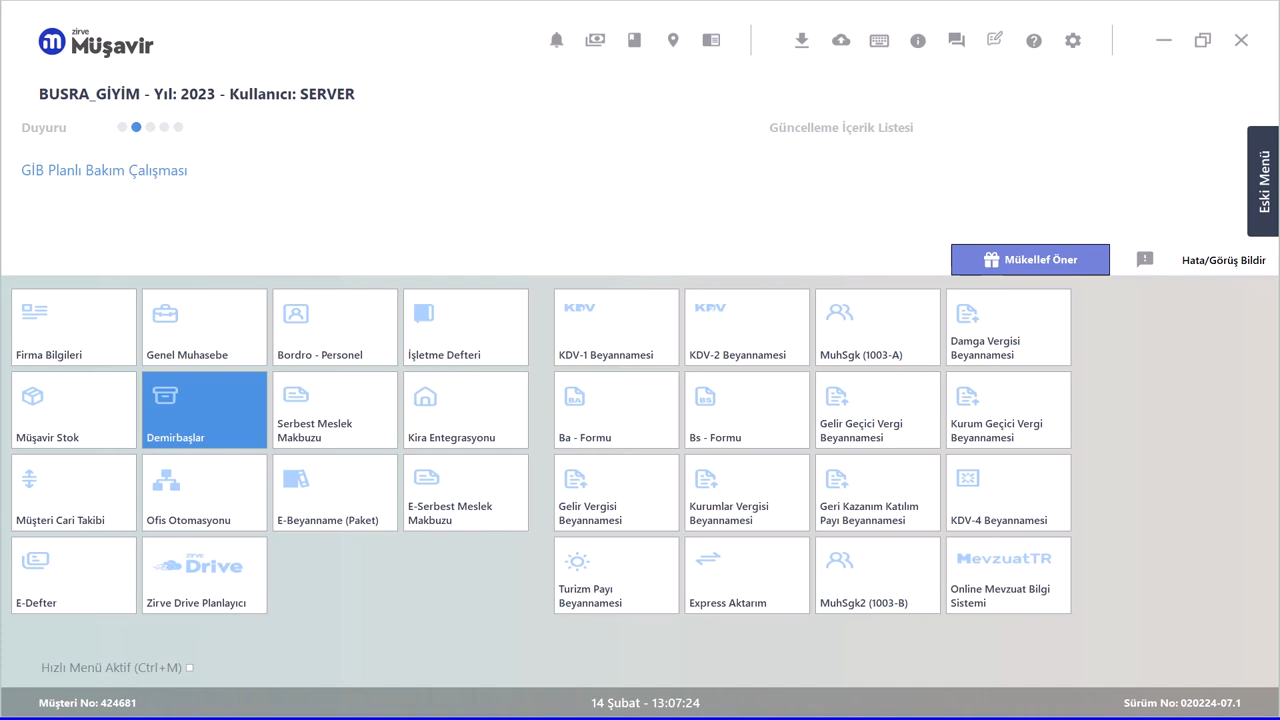 zirve
Müşavir
BUSRA_GİYİM - Yıl: 2023 - Kullanıcı: SERVER
Duyuru
Güncelleme İçerik Listesi
GİB Planlı Bakım Çalışması
Eski Menü
Mükellef Öner
Hata/Görüş Bildir
Firma Bilgileri
Genel Muhasebe
Bordro - Personel
İşletme Defteri
KDV
KDV-1 Beyannamesi
KDV
KDV-2 Beyannamesi
MuhSgk (1003-A)
Damga Vergisi
Beyannamesi
Müşavir Stok
Demirbaşlar
Serbest Meslek
Makbuzu
Kira Entegrasyonu
BA
Ba - Formu
BS
Bs - Formu
Gelir Geçici Vergi
Beyannamesi
Kurum Geçici Vergi
Beyannamesi
Müşteri Cari Takibi
Ofis Otomasyonu
E-Beyanname (Paket)
E-Serbest Meslek
Makbuzu
Gelir Vergisi
Beyannamesi
Kurumlar Vergisi
Beyannamesi
Geri Kazanım Katılım
Payı Beyannamesi
KDV-4 Beyannamesi
E-Defter
zirve
Drive
Zirve Drive Planlayıcı
Turizm Payı
Beyannamesi
Express Aktarım
MuhSgk2 (1003-B)
MevzuatTR
Online Mevzuat Bilgi
Sistemi
Hızlı Menü Aktif (Ctrl+M)
Müşteri No: 424681
14 Şubat - 13:07:24
Sürüm No: 020224-07.1